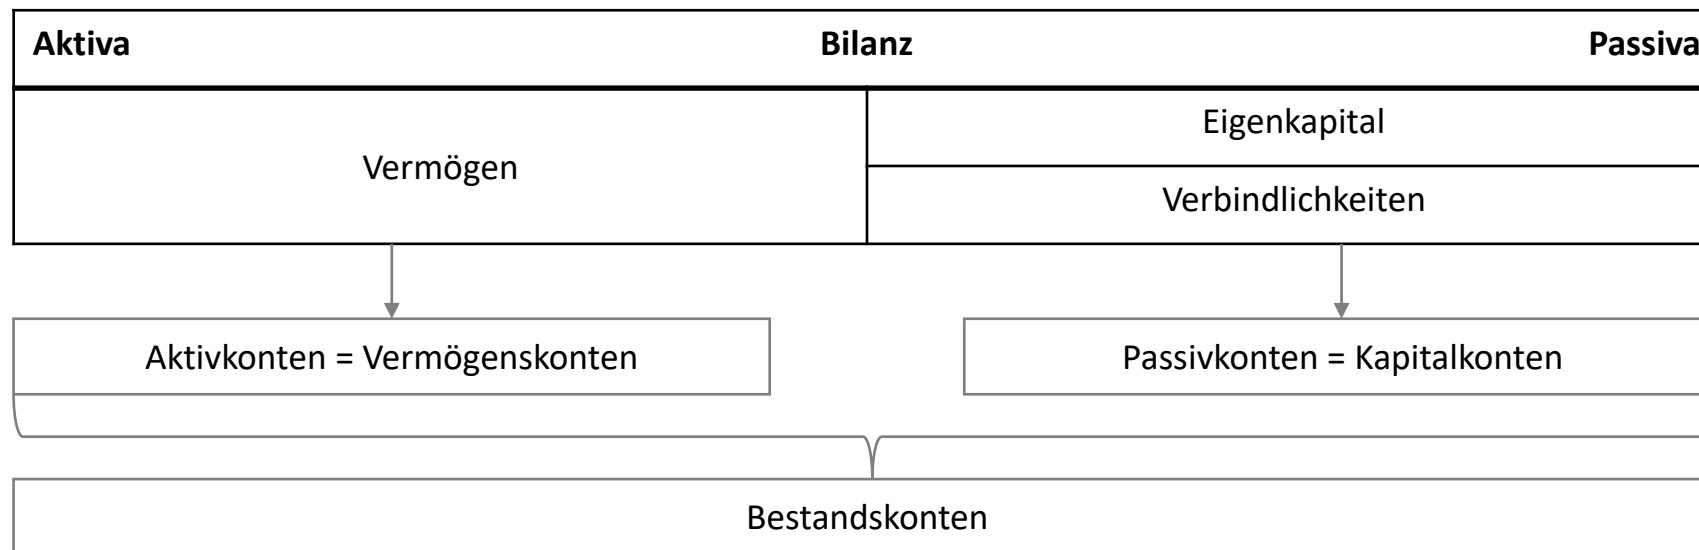 Aktiva Bilanz Passiva
Vermögen
Eigenkapital
Verbindlichkeiten
Aktivkonten = Vermögenskonten
Passivkonten = Kapitalkonten
Bestandskonten